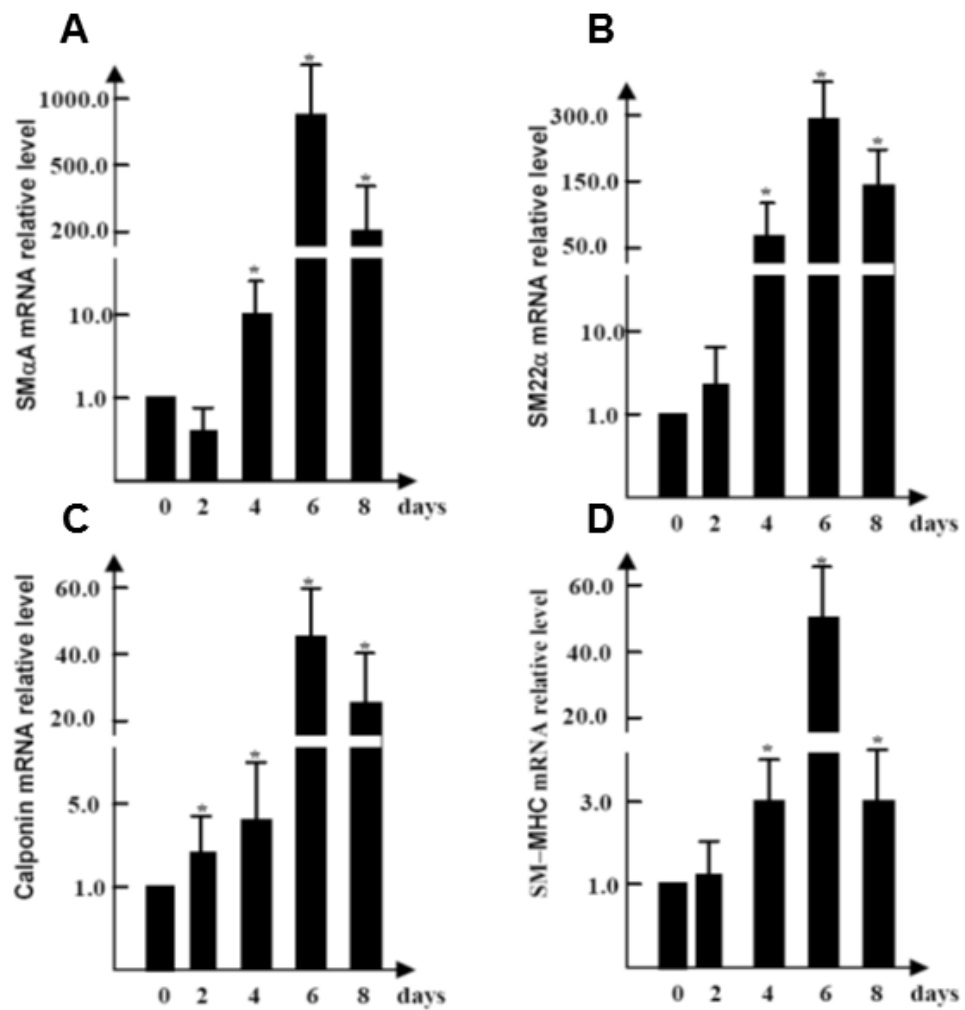 A
SMαA mRNA relative level
1000.0
500.0
200.0
10.0
1.0
* * *
0 2 4 6 8 days
B
SM22α mRNA relative level
300.0
150.0
50.0
10.0
1.0
* * *
0 2 4 6 8 days
C
Calponin mRNA relative level
60.0
40.0
20.0
5.0
1.0
* * * *
0 2 4 6 8 days
D
SM-MHC mRNA relative level
60.0
40.0
20.0
3.0
1.0
* * *
0 2 4 6 8 days